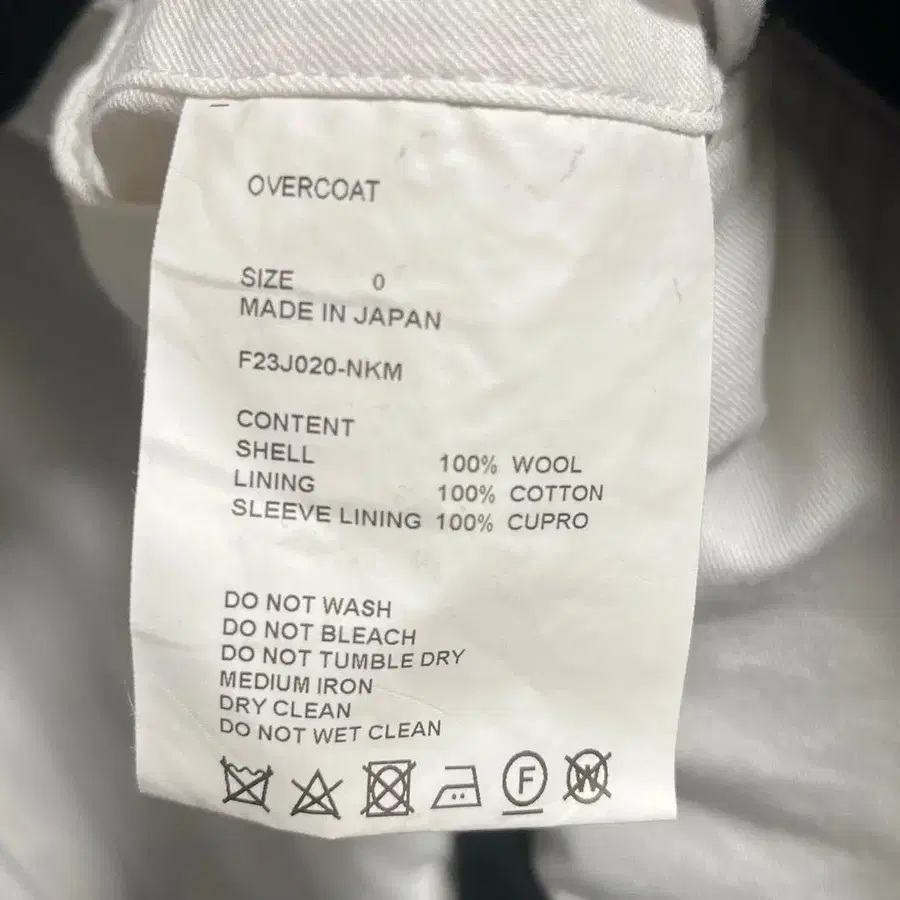 OVERCOAT
SIZE 0
MADE IN JAPAN
F23J020-NKM
CONTENT
SHELL 100% WOOL
LINING 100% COTTON
SLEEVE LINING 100% CUPRO
DO NOT WASH
DO NOT BLEACH
DO NOT TUMBLE DRY
MEDIUM IRON
DRY CLEAN
DO NOT WET CLEAN
F W